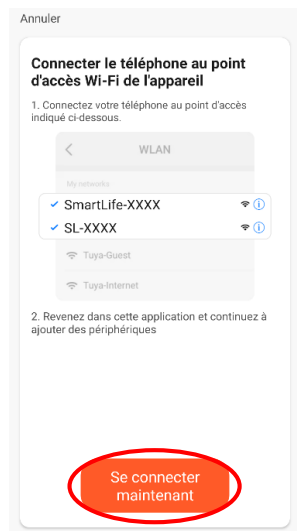 Annuler
Connecter le téléphone au point
d'accès Wi-Fi de l'appareil
1. Connectez votre téléphone au point d'accès
indiqué ci-dessous.
WLAN
My networks
SmartLife-XXXX
SL-XXXX
Tuya-Guest
Tuya-Internet
2. Revenez dans cette application et continuez à
ajouter des périphériques
Se connecter
maintenant